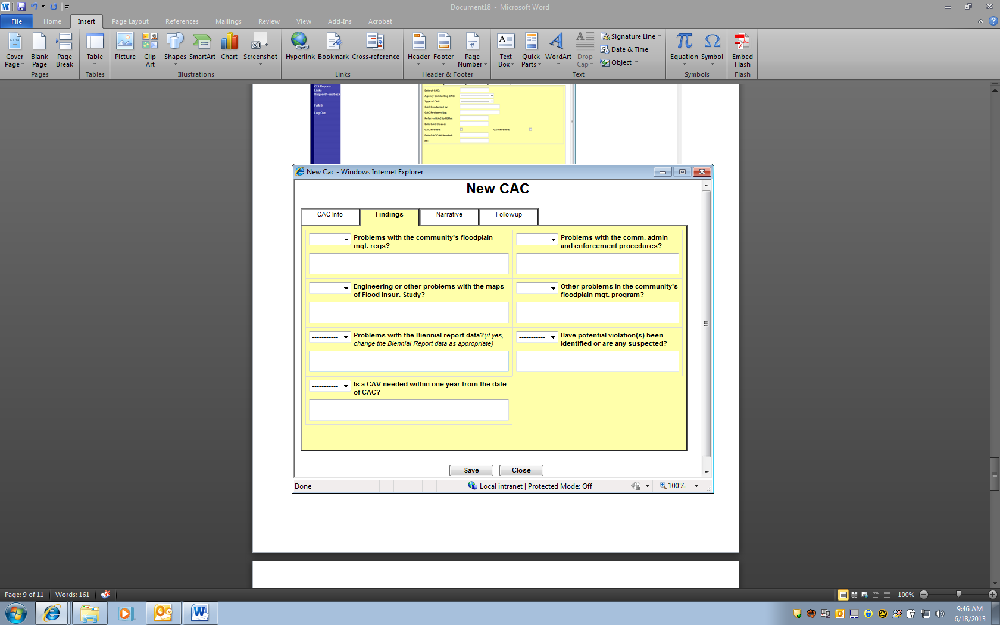 Document18 - Microsoft Word
File Home Insert Page Layout References Mailings Review View Add-Ins Acrobat
Cover Page
Blank Page
Page Break
Pages
Table
Tables
Picture
Clip Art
Shapes
SmartArt
Chart
Screenshot
Illustrations
Hyperlink
Bookmark
Cross-reference
Links
Header
Footer
Page Number
Header & Footer
Text Box
Quick Parts
WordArt
Drop Cap
Signature Line
Date & Time
Object
Text
Equation
Symbol
Symbols
Embed Flash
Flash
CIS Reports
Links
Request/Feedback
FAMS
Log Out
Date of CAC:
Agency Conducting CAC:
Type of CAC:
CAC Conducted by:
CAC Reviewed by:
Referred CAC to FEMA:
Date CAC Closed:
CAC Needed: CAV Needed:
Date CAC/CAV Needed:
FY:
New Cac - Windows Internet Explorer
New CAC
CAC Info Findings Narrative Followup
----------- Problems with the community's floodplain
mgt. regs?
----------- Problems with the comm. admin
and enforcement procedures?
----------- Engineering or other problems with the maps
of Flood Insur. Study?
----------- Other problems in the community's
floodplain mgt. program?
----------- Problems with the Biennial report data?(if yes,
change the Biennial Report data as appropriate)
----------- Have potential violation(s) been
identified or are any suspected?
----------- Is a CAV needed within one year from the date
of CAC?
Save Close
Done Local intranet | Protected Mode: Off 100%
Page: 9 of 11 Words: 161 100%
9:46 AM
6/18/2013